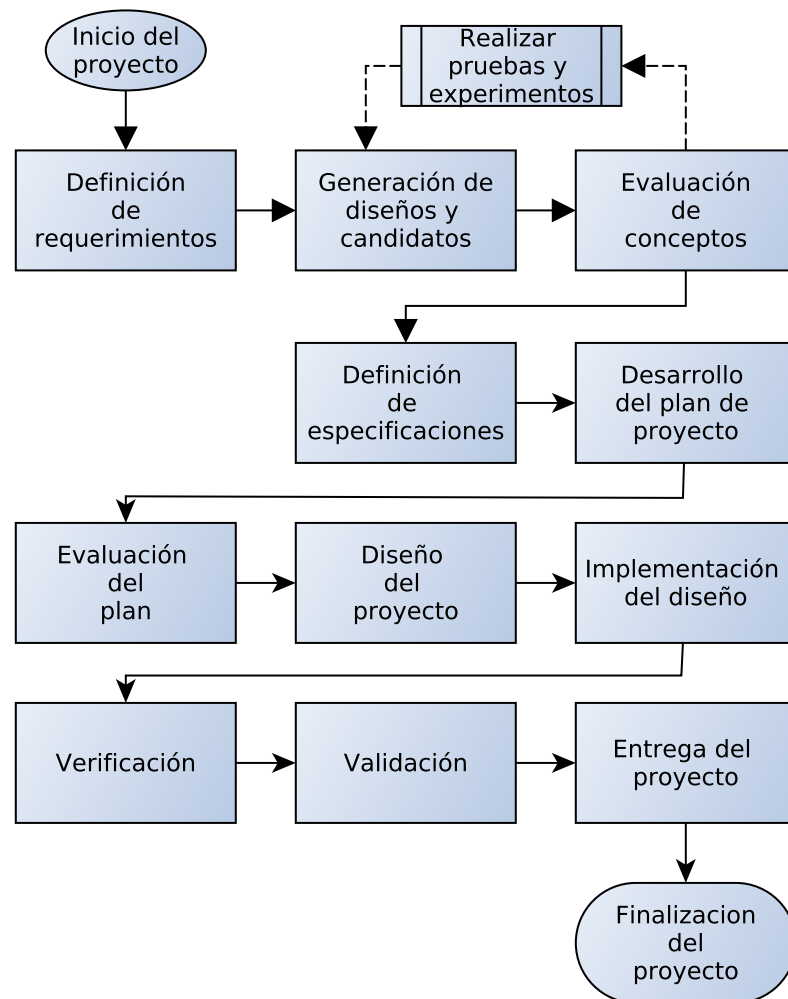 Inicio del
proyecto
Realizar
pruebas y
experimentos
Definición
de
requerimientos
Generación de
diseños y
candidatos
Evaluación
de
conceptos
Definición
de
especificaciones
Desarrollo
del plan de
proyecto
Evaluación
del
plan
Diseño
del
proyecto
Implementación
del diseño
Verificación
Validación
Entrega del
proyecto
Finalizacion
del
proyecto